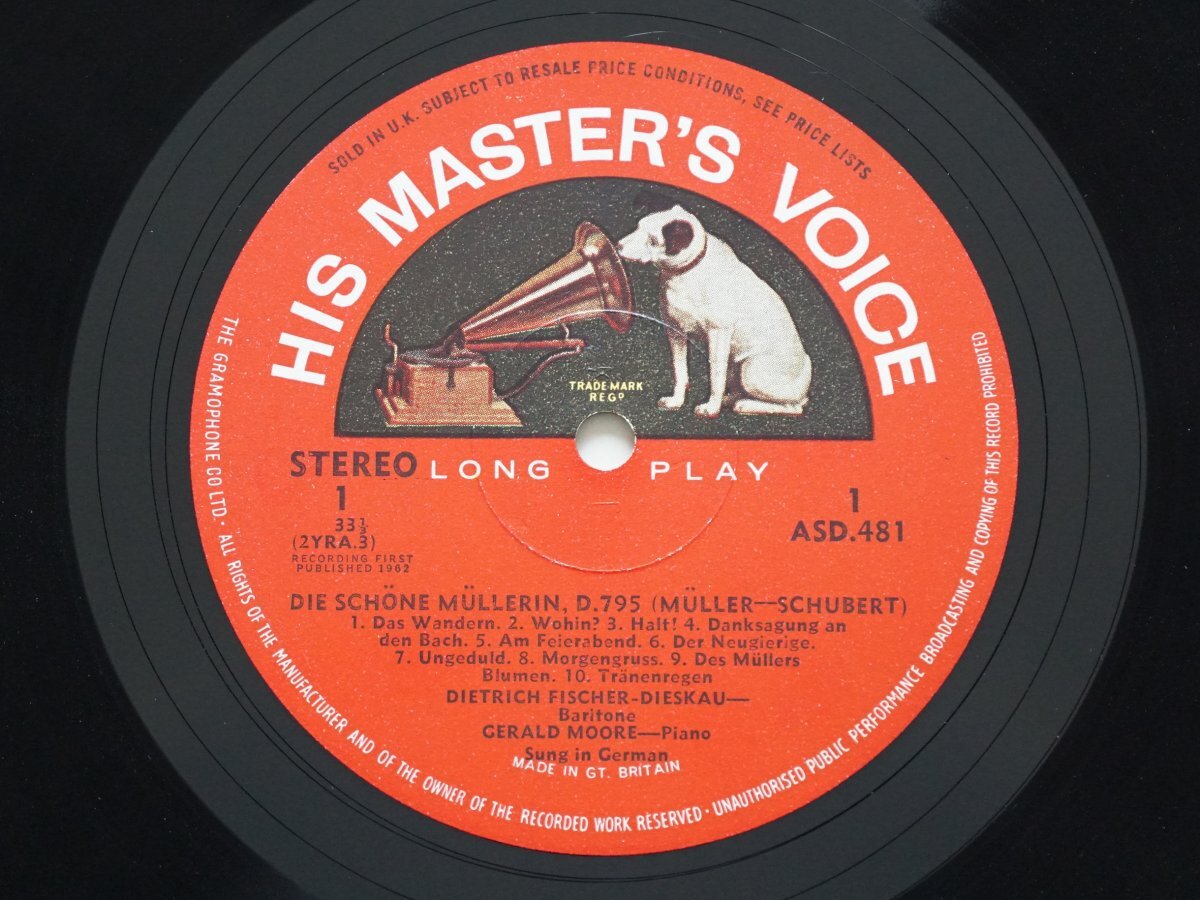 SOLD IN U.K. SUBJECT TO RESALE PRICE CONDITIONS, SEE PRICE LISTS
HIS MASTER'S VOICE
TRADE MARK
REGD
STEREO LONG PLAY
1
33⅓
(2YRA.3)
RECORDING FIRST
PUBLISHED 1962
1
ASD.481
DIE SCHÖNE MÜLLERIN, D.795 (MÜLLER—SCHUBERT)
1. Das Wandern. 2. Wohin? 3. Halt! 4. Danksagung an
den Bach. 5. Am Feierabend. 6. Der Neugierige.
7. Ungeduld. 8. Morgengruss. 9. Des Müllers
Blumen. 10. Tränenregen
DIETRICH FISCHER-DIESKAU—
Baritone
GERALD MOORE—Piano
Sung in German
MADE IN GT. BRITAIN
THE GRAMOPHONE CO LTD · ALL RIGHTS OF THE MANUFACTURER AND OF THE OWNER OF THE RECORDED WORK RESERVED · UNAUTHORISED PUBLIC PERFORMANCE BROADCASTING AND COPYING OF THIS RECORD PROHIBITED